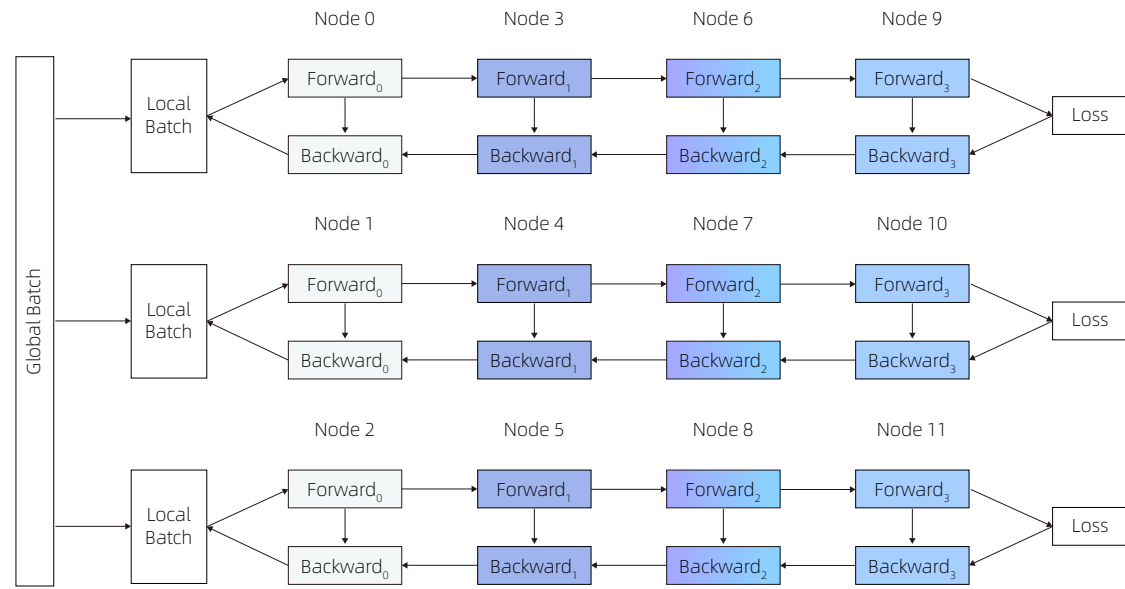 Node 0 Node 3 Node 6 Node 9
Forward₀ Forward₁ Forward₂ Forward₃
Local
Batch
Loss
Backward₀ Backward₁ Backward₂ Backward₃
Node 1 Node 4 Node 7 Node 10
Global Batch
Forward₀ Forward₁ Forward₂ Forward₃
Local
Batch
Loss
Backward₀ Backward₁ Backward₂ Backward₃
Node 2 Node 5 Node 8 Node 11
Forward₀ Forward₁ Forward₂ Forward₃
Local
Batch
Loss
Backward₀ Backward₁ Backward₂ Backward₃